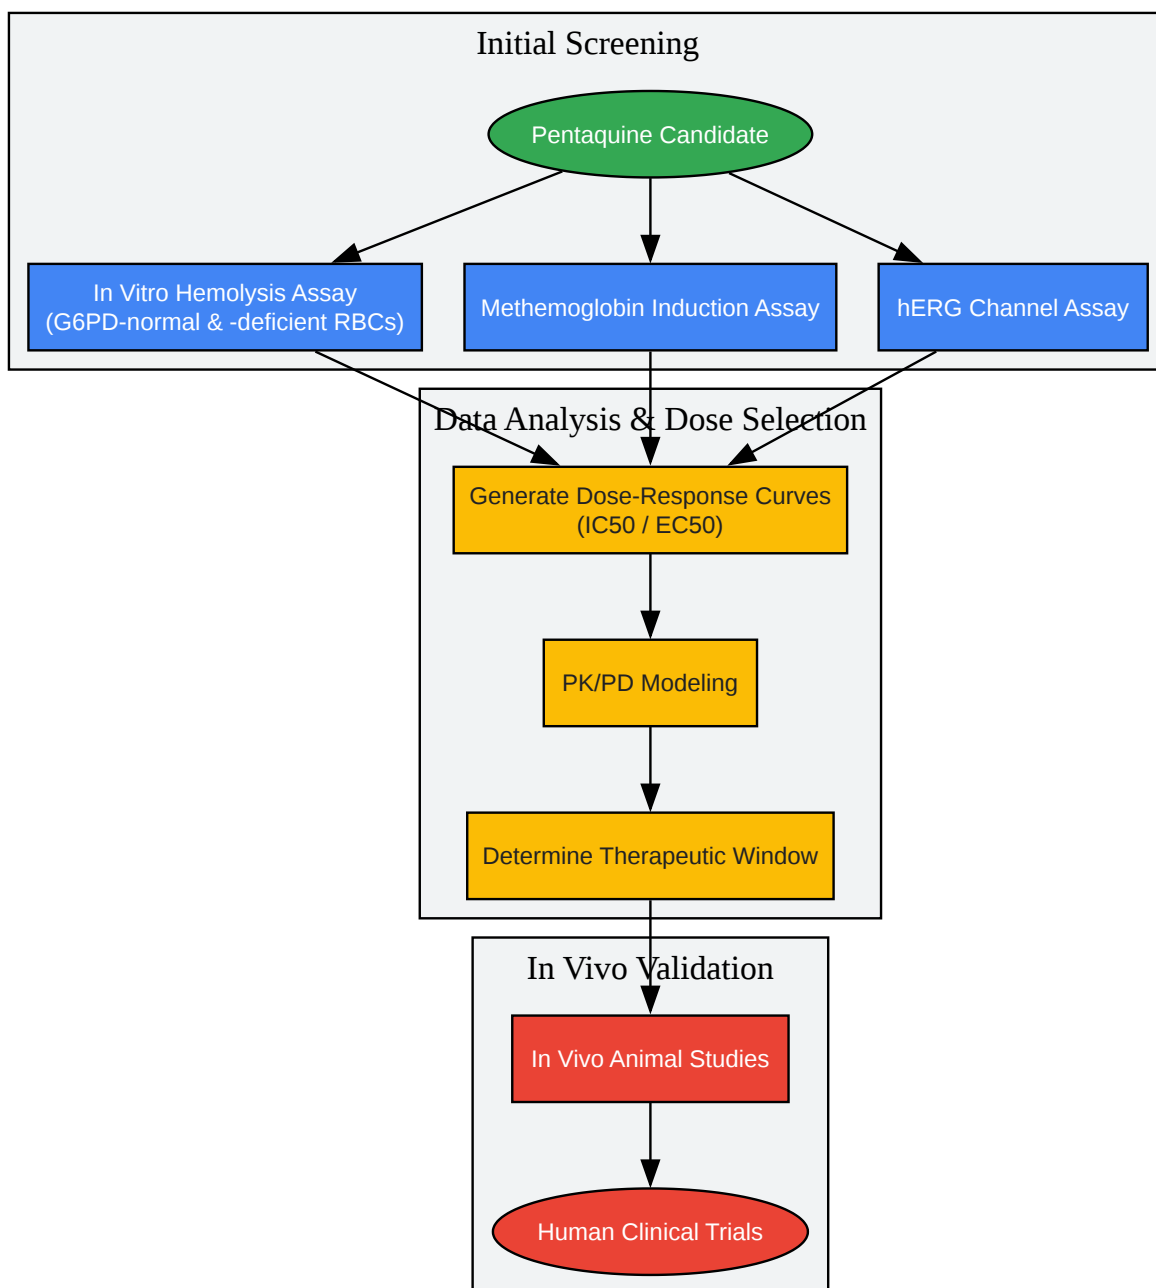 Initial Screening
Pentaquine Candidate
In Vitro Hemolysis Assay
(G6PD-normal & -deficient RBCs)
Methemoglobin Induction Assay
hERG Channel Assay
Data Analysis & Dose Selection
Generate Dose-Response Curves
(IC50 / EC50)
PK/PD Modeling
Determine Therapeutic Window
In Vivo Validation
In Vivo Animal Studies
Human Clinical Trials